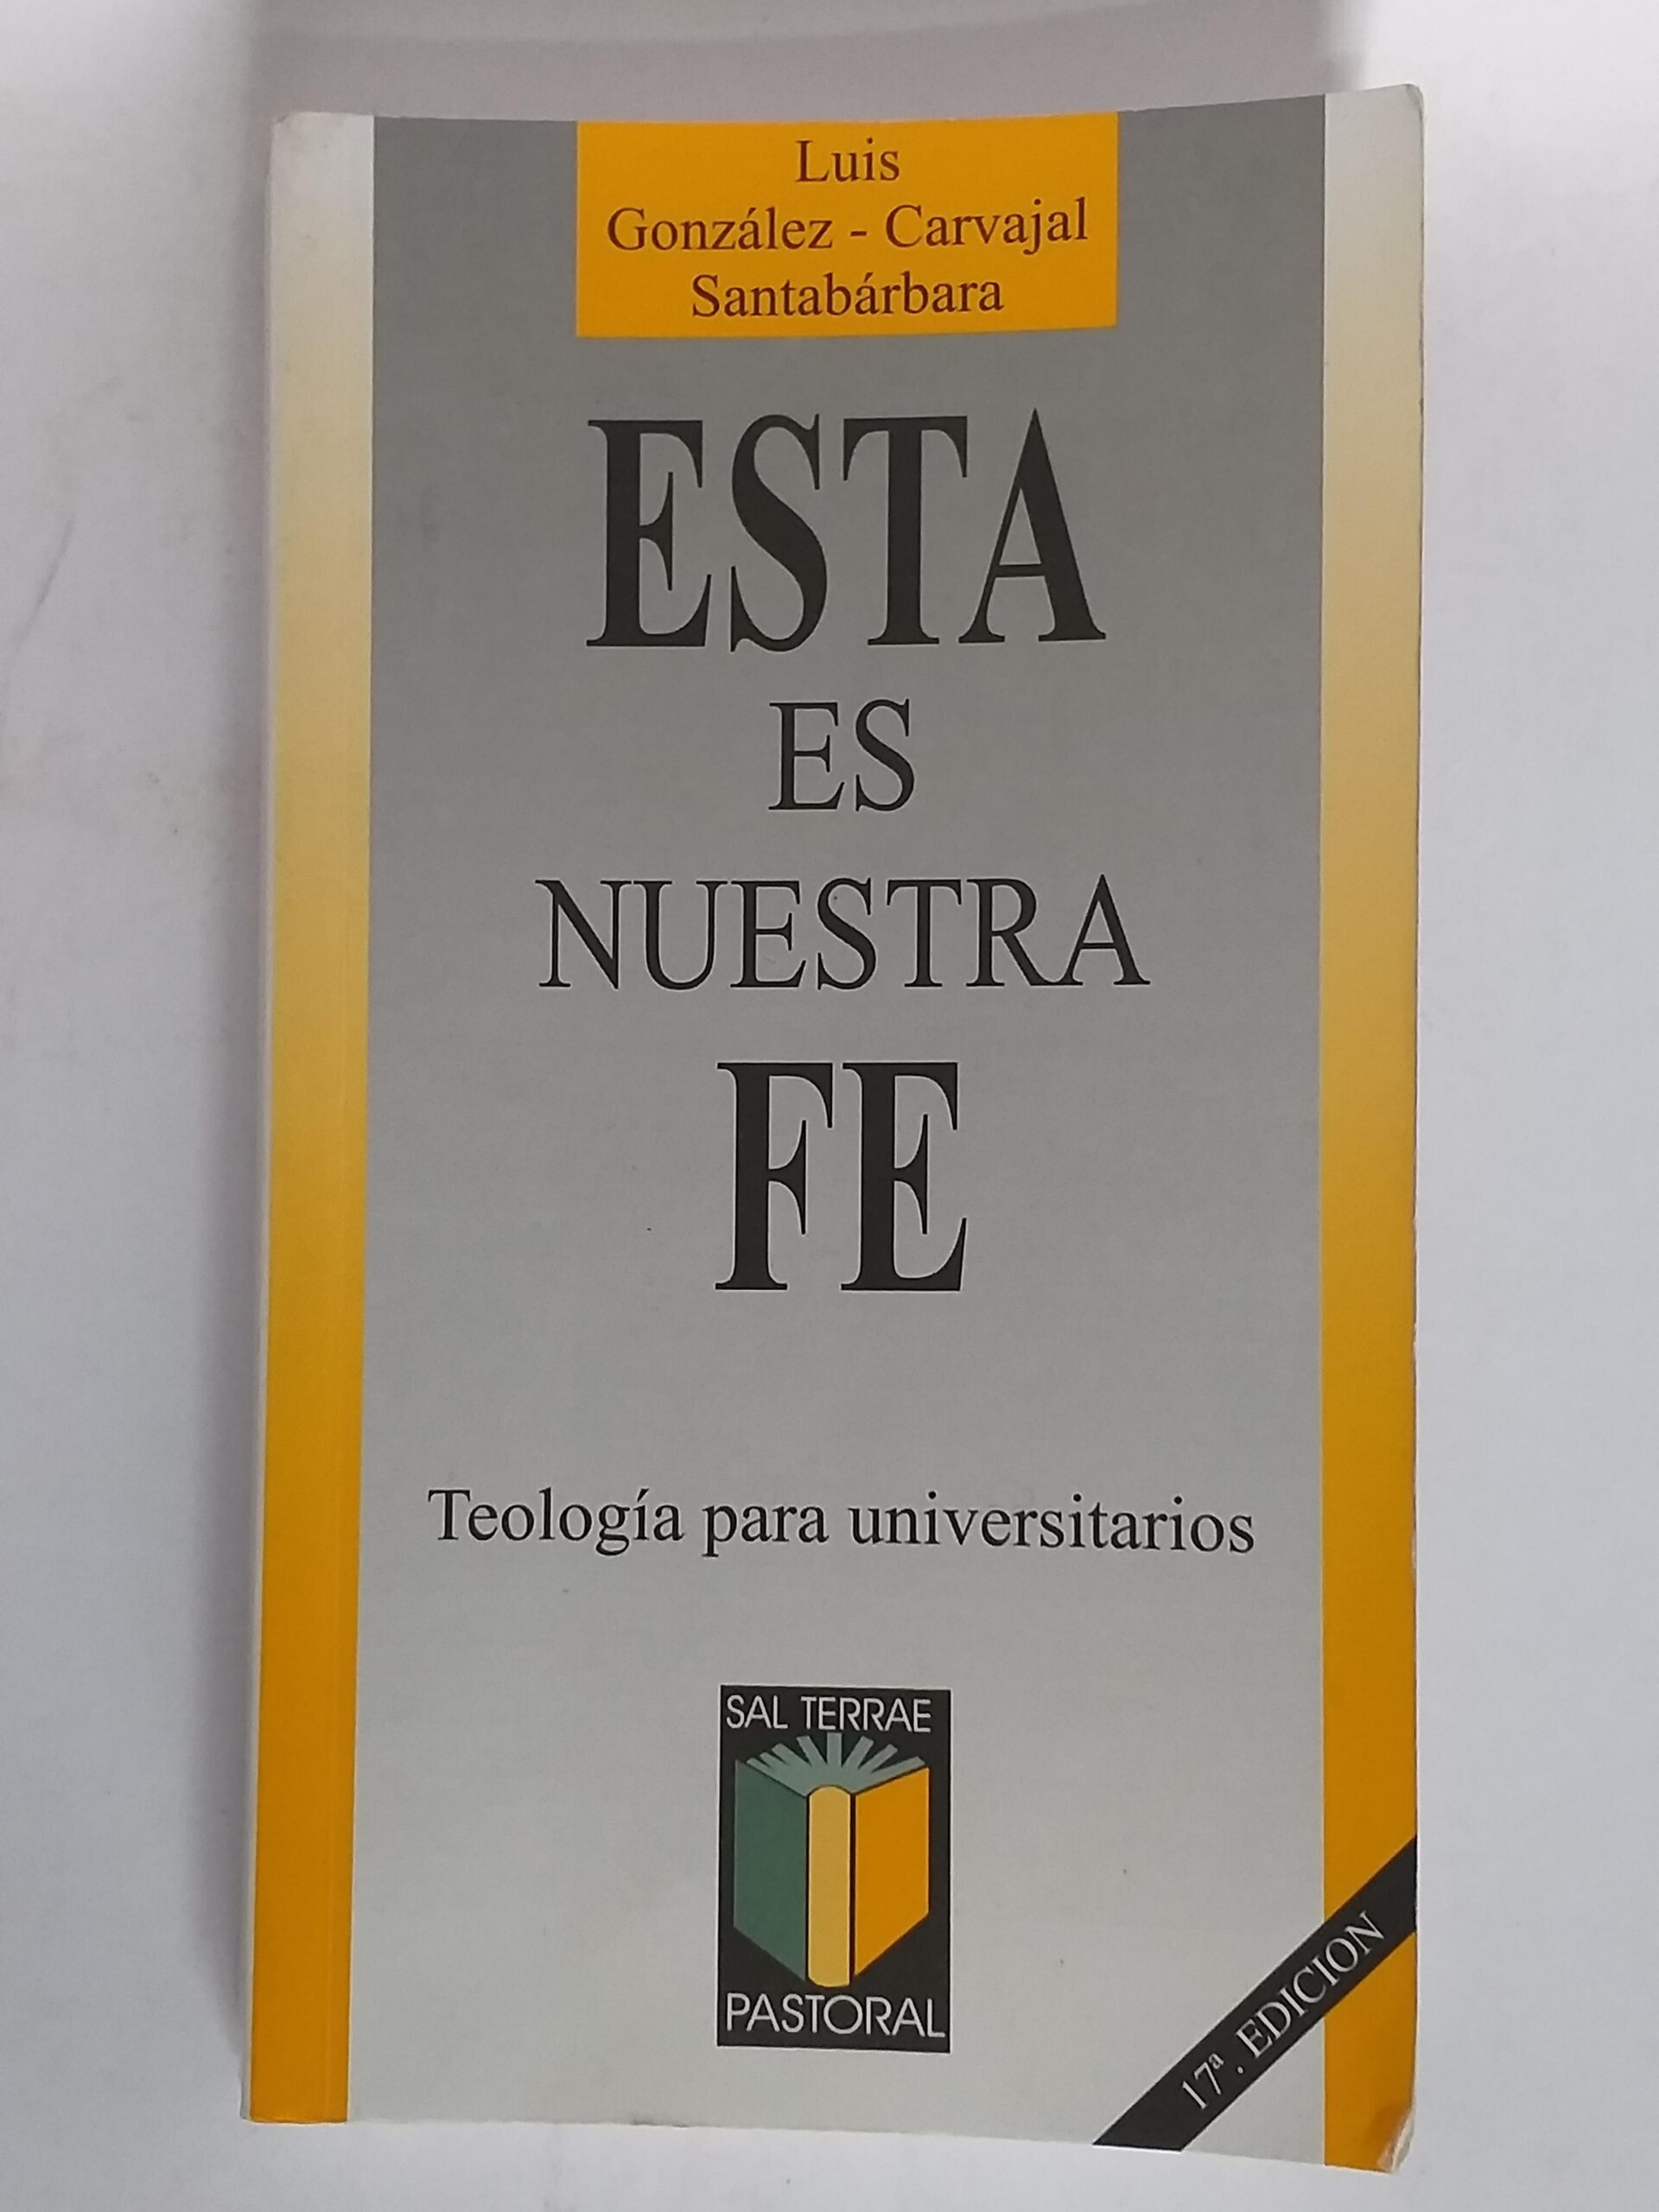 Luis
González - Carvajal
Santabárbara
ESTA
ES
NUESTRA
FE
Teología para universitarios
SAL TERRAE
PASTORAL
17ª. EDICION